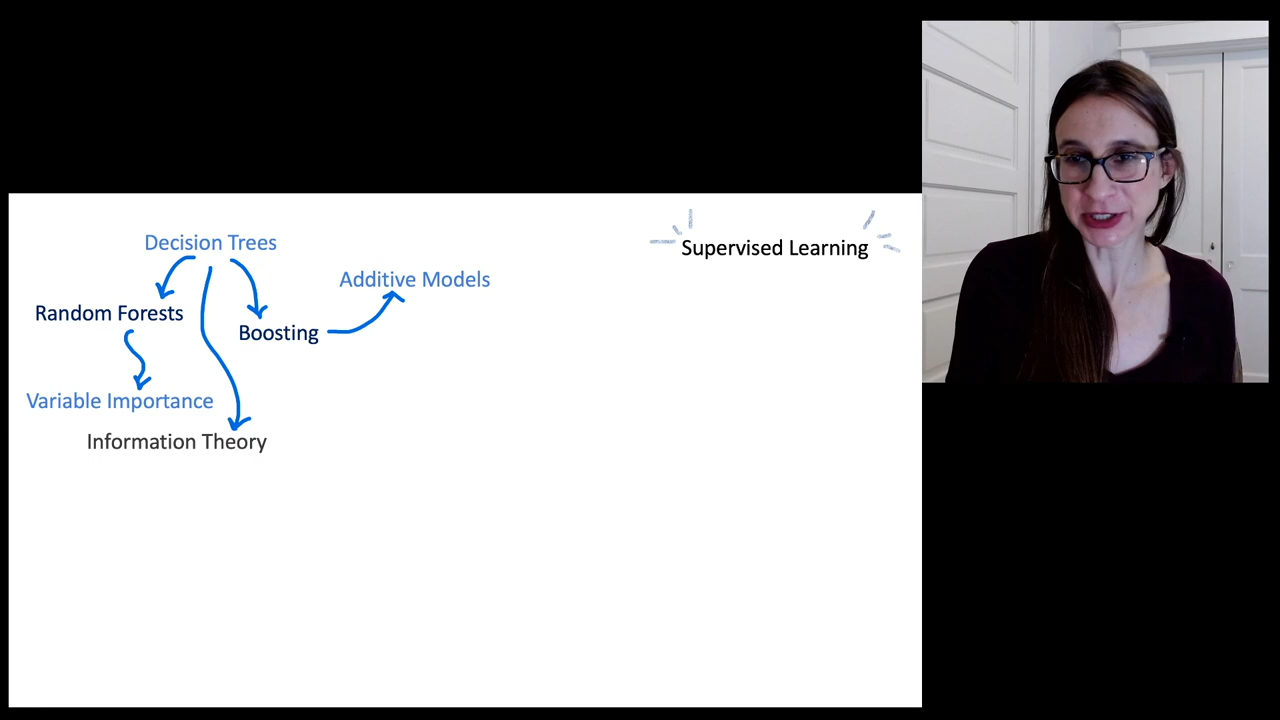 Decision Trees
Supervised Learning
Additive Models
Random Forests
Boosting
Variable Importance
Information Theory